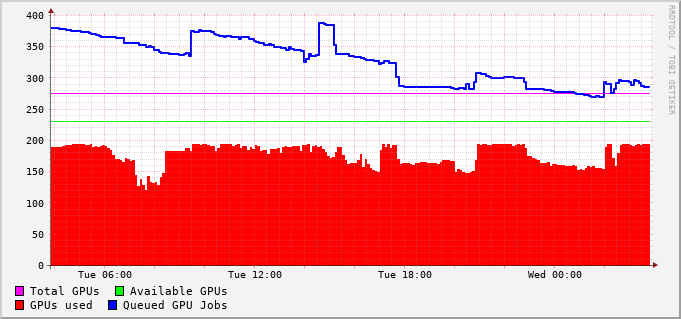 400
350
300
250
200
150
100
50
0
Tue 06:00 Tue 12:00 Tue 18:00 Wed 00:00
Total GPUs Available GPUs
GPUs used Queued GPU Jobs
RRDTOOL / TOBI OETIKER